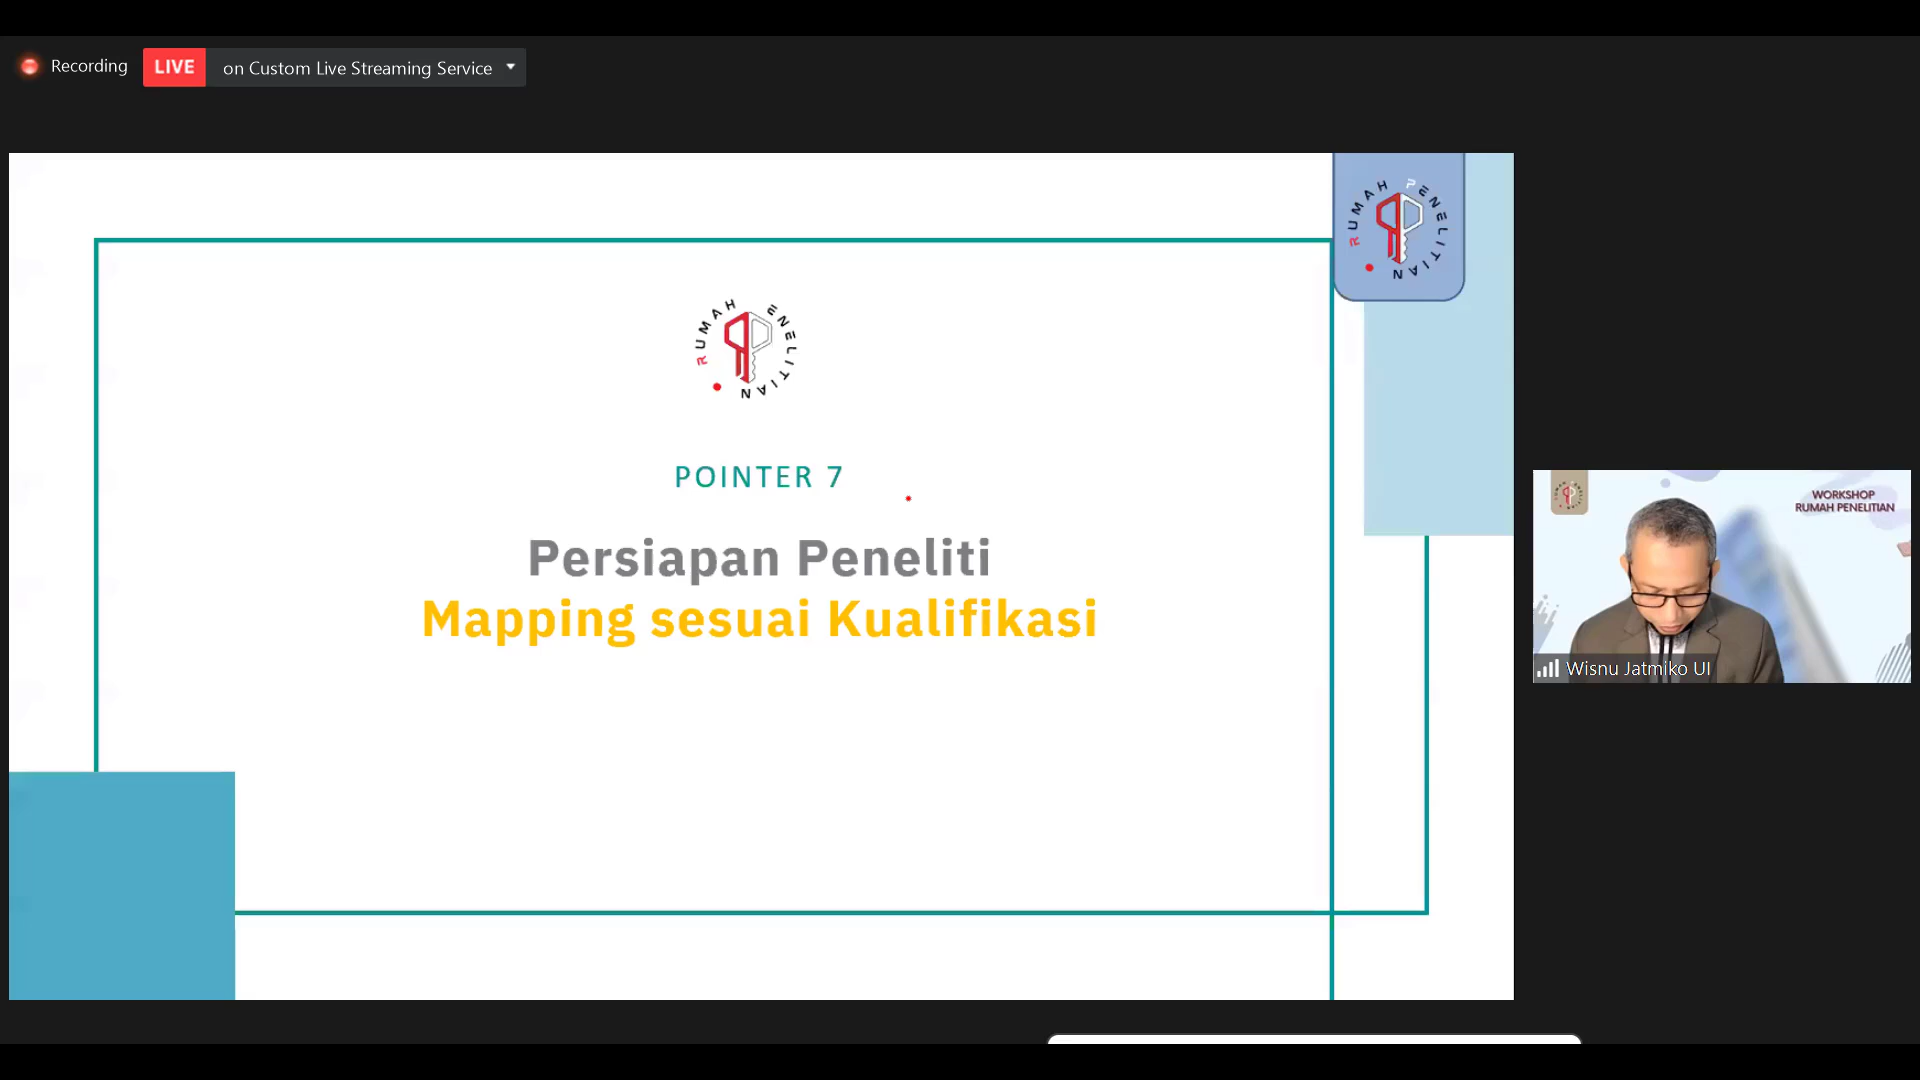 Recording
LIVE on Custom Live Streaming Service
RUMAH PENELITIAN
RUMAH ENELITIAN
POINTER 7
Persiapan Peneliti
Mapping sesuai Kualifikasi
WORKSHOP
RUMAH PENELITIAN
Wisnu Jatmiko UI